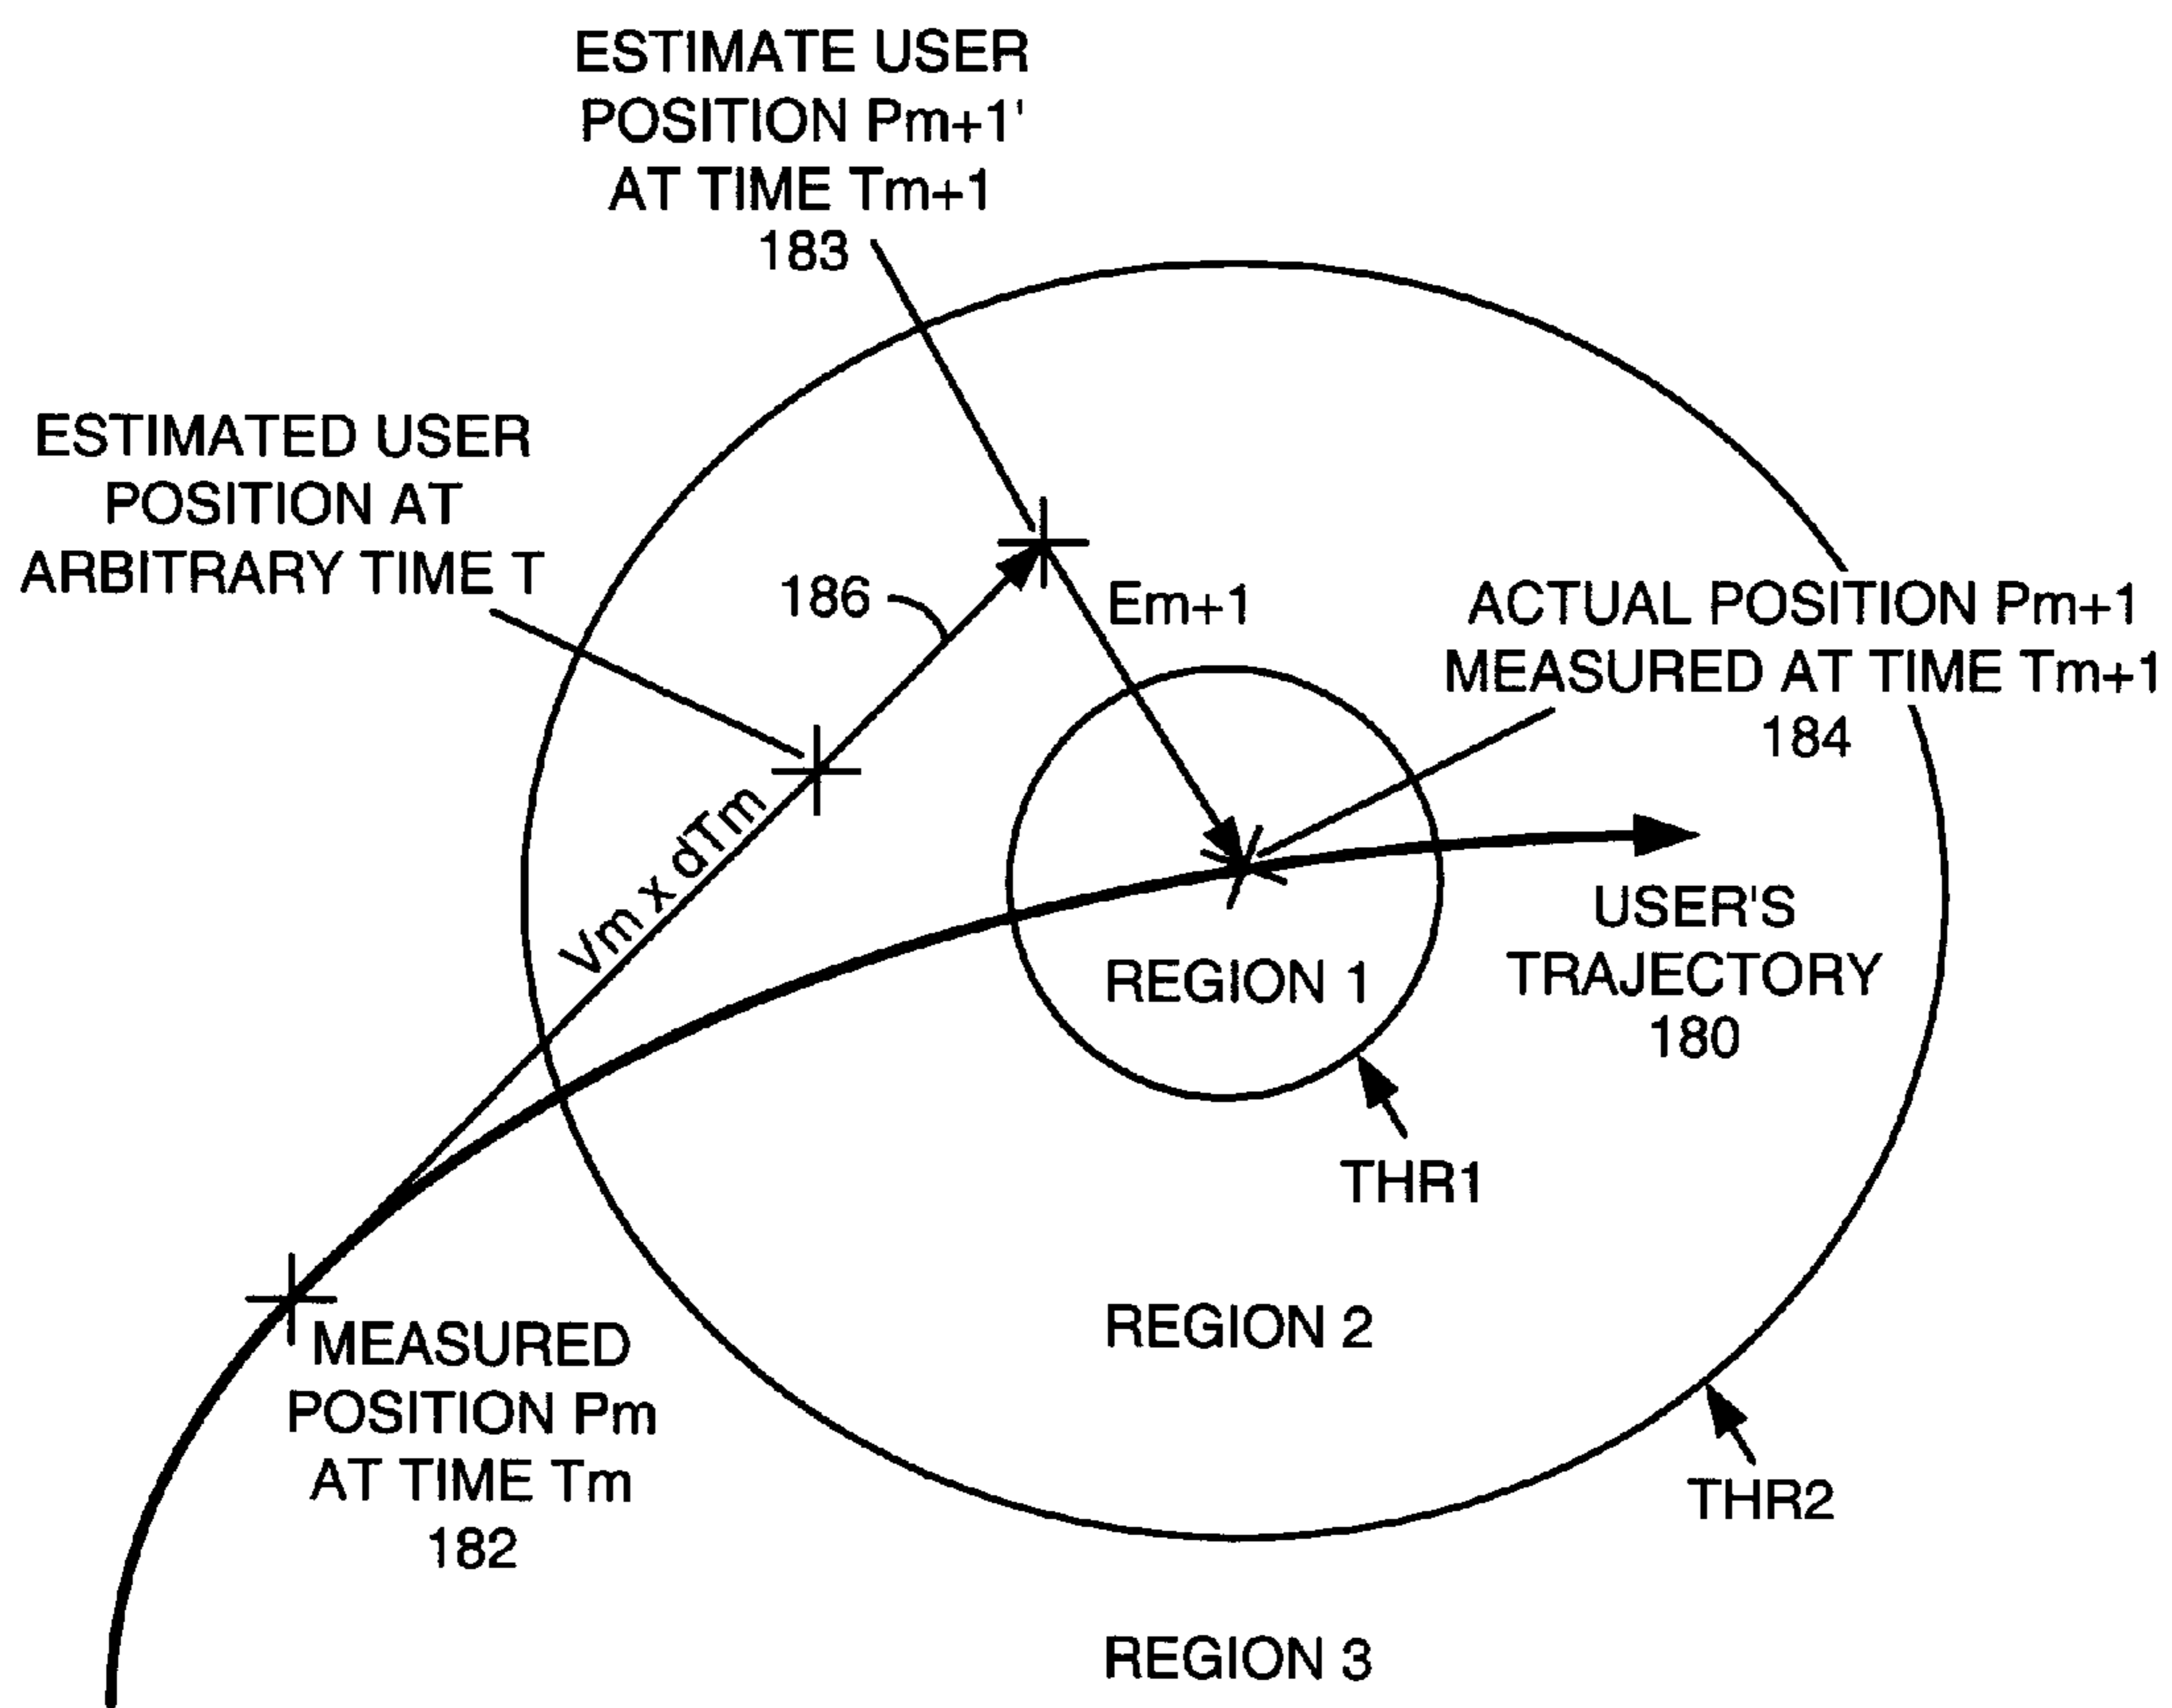 ESTIMATE USER
POSITION Pm+1'
AT TIME Tm+1
183
ESTIMATED USER
POSITION AT
ARBITRARY TIME T
186
Em+1
ACTUAL POSITION Pm+1
MEASURED AT TIME Tm+1
184
Vm x dTm
USER'S
TRAJECTORY
180
REGION 1
THR1
MEASURED
POSITION Pm
AT TIME Tm
182
REGION 2
THR2
REGION 3